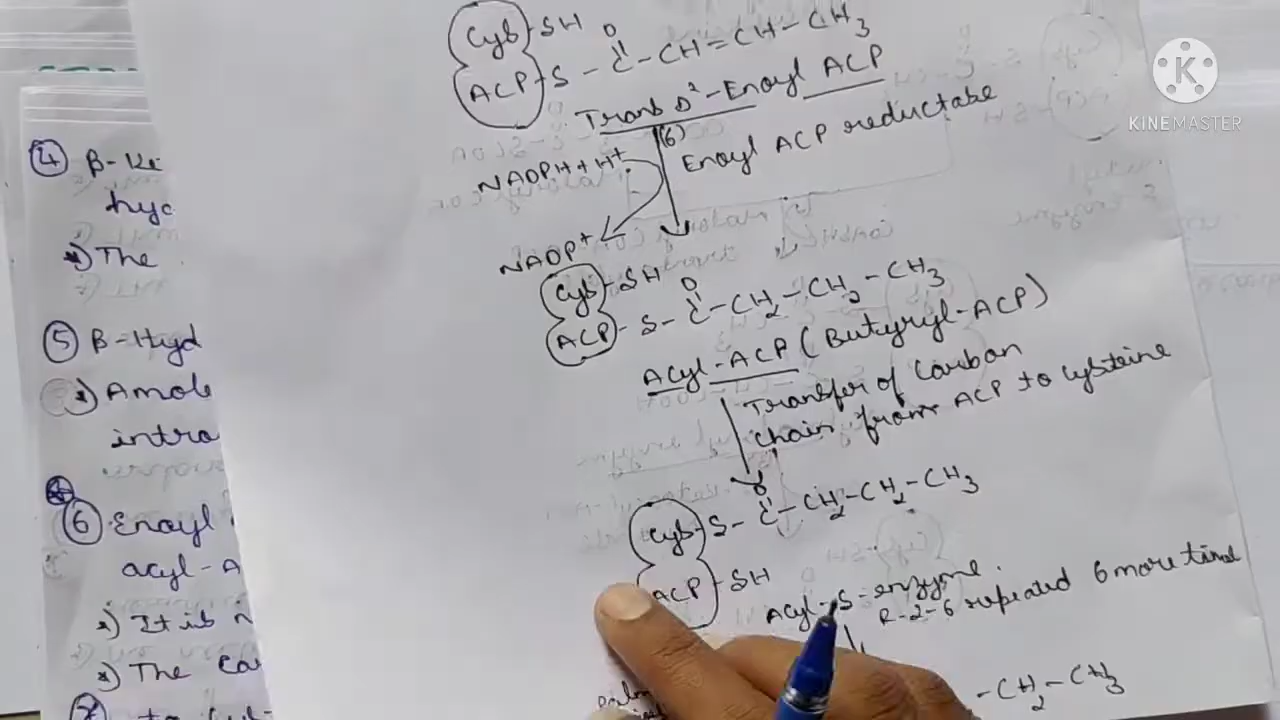 Cys-SH
O
ACP-S-C-CH=CH-CH3
Trans Δ²-Enoyl ACP
(6)
Enoyl ACP reductase
NADPH+H+
NADP+
Cys-SH
O
ACP-S-C-CH2-CH2-CH3
Acyl-ACP (Butyryl-ACP)
Transfer of Carbon
chain from ACP to cysteine
O
Cys-S-C-CH2-CH2-CH3
ACP-SH
Acyl-S-enzyme.
R-2-6 repeated 6 more times
-CH2-CH3
④ β-Ke
hyd
*) The
⑤ β-Hyd
*) A mole
intro
⑥ Enoyl
acyl-A
*) It is
*) The ca
KINEMASTER